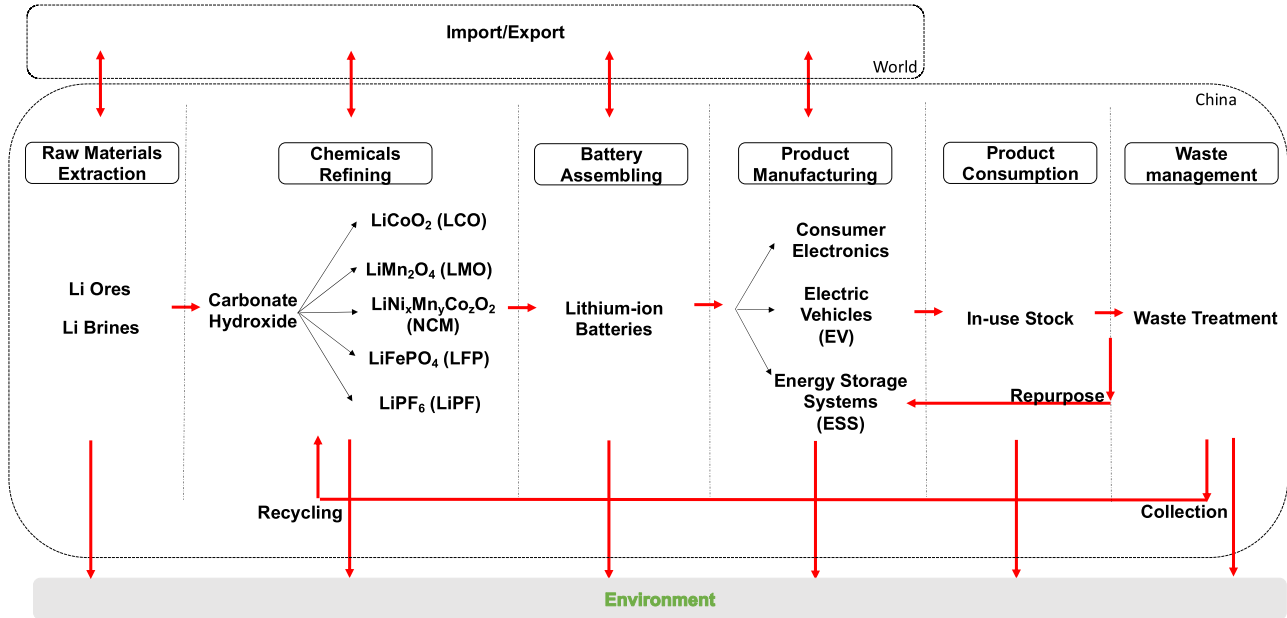 Import/Export
World
China
Raw Materials
Extraction
Chemicals
Refining
Battery
Assembling
Product
Manufacturing
Product
Consumption
Waste
management
Li Ores
Li Brines
Carbonate
Hydroxide
LiCoO₂ (LCO)
LiMn₂O₄ (LMO)
LiNiₓMnᵧCo_zO₂
(NCM)
LiFePO₄ (LFP)
LiPF₆ (LiPF)
Lithium-ion
Batteries
Consumer
Electronics
Electric
Vehicles
(EV)
Energy Storage
Systems
(ESS)
In-use Stock
Waste Treatment
Repurpose
Recycling
Collection
Environment